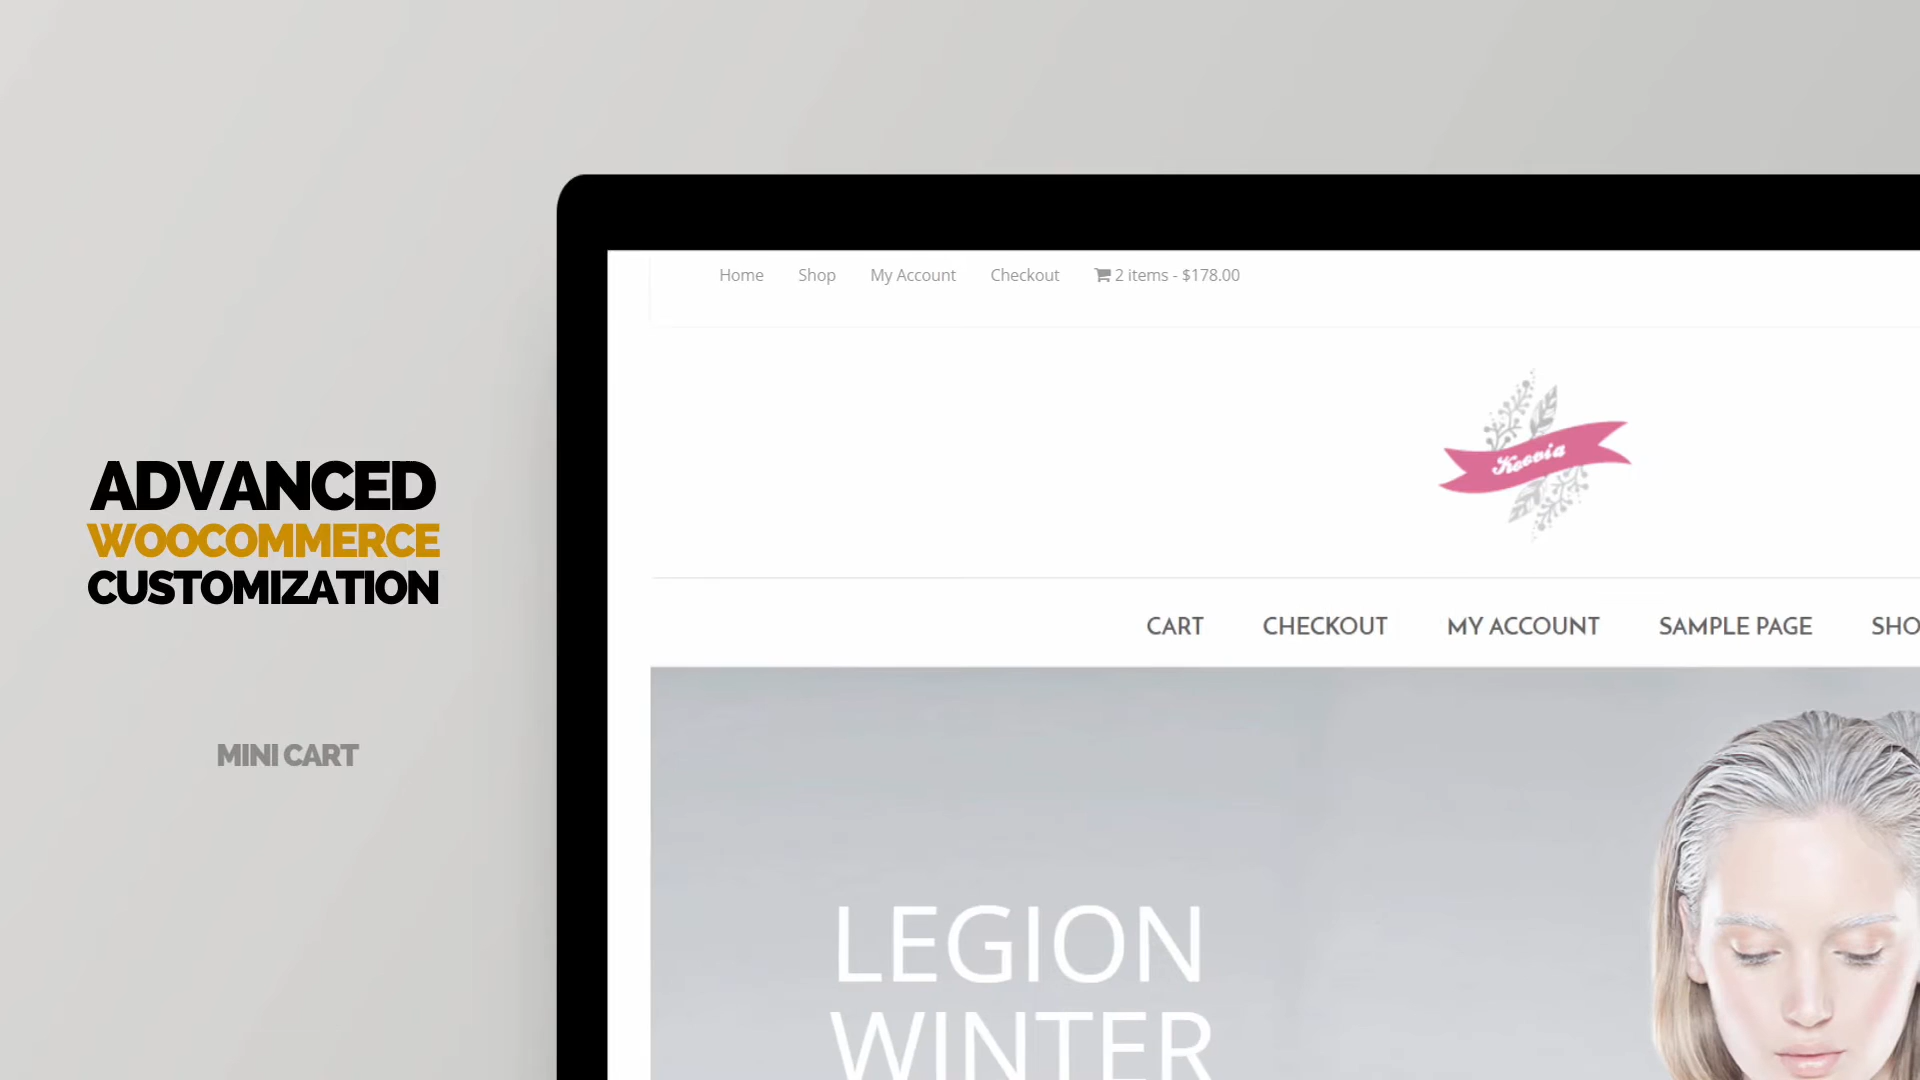 Home Shop My Account Checkout 2 items - $178.00
Koovia
ADVANCED
WOOCOMMERCE
CUSTOMIZATION
CART CHECKOUT MY ACCOUNT SAMPLE PAGE SHO
MINI CART
LEGION
WINTER